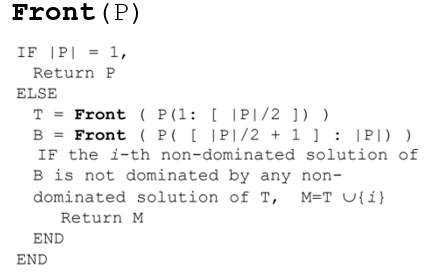 Front(P)
IF |P| = 1,
Return P
ELSE
T = Front ( P(1: [ |P|/2 ]) )
B = Front ( P( [ |P|/2 + 1 ] : |P|) )
IF the i-th non-dominated solution of
B is not dominated by any non-
dominated solution of T, M=T ∪{i}
Return M
END
END